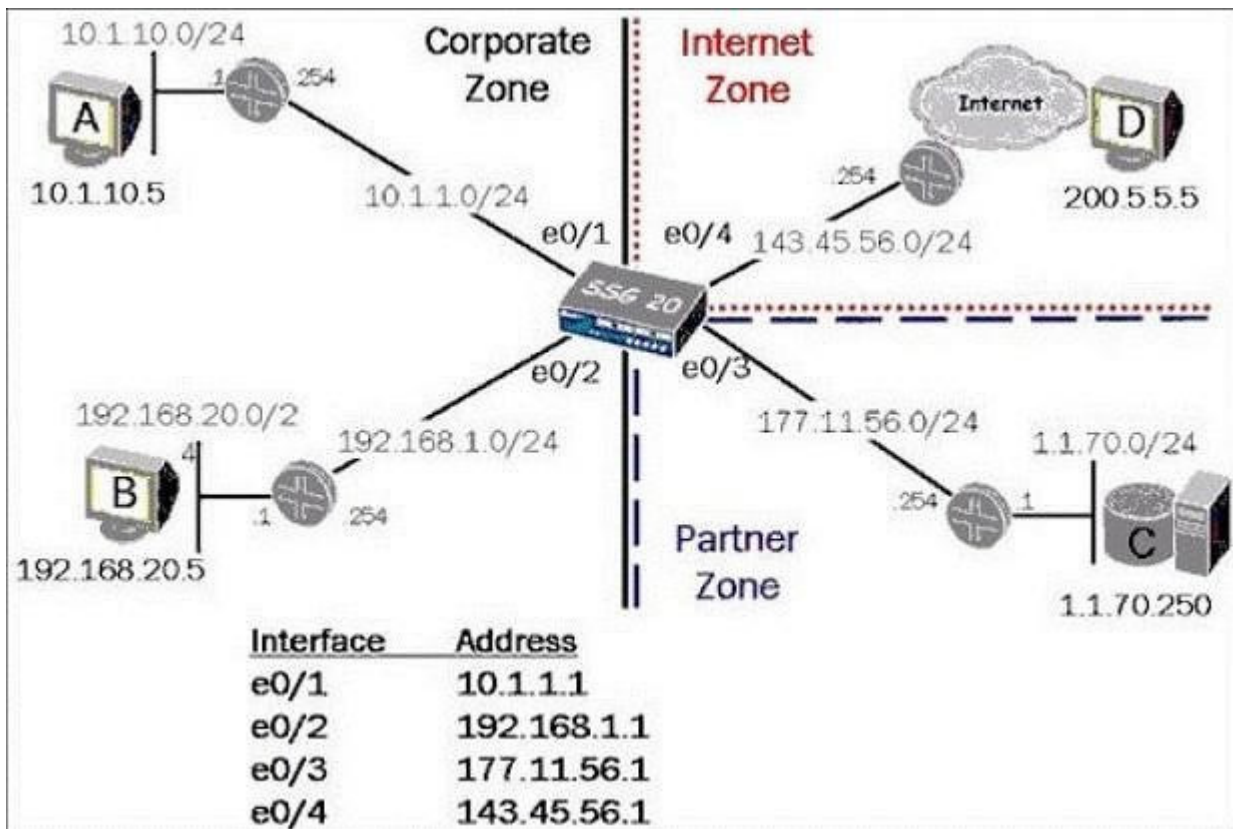 10.1.10.0/24
Corporate
Zone
Internet
Zone
A
.1
.254
Internet
D
10.1.10.5
10.1.1.0/24
.254
200.5.5.5
e0/1
e0/4
143.45.56.0/24
SSG 20
e0/2
e0/3
192.168.20.0/2
4
192.168.1.0/24
177.11.56.0/24
1.1.70.0/24
B
.1
.254
.254
.1
C
192.168.20.5
Partner
Zone
1.1.70.250
Interface Address
e0/1 10.1.1.1
e0/2 192.168.1.1
e0/3 177.11.56.1
e0/4 143.45.56.1